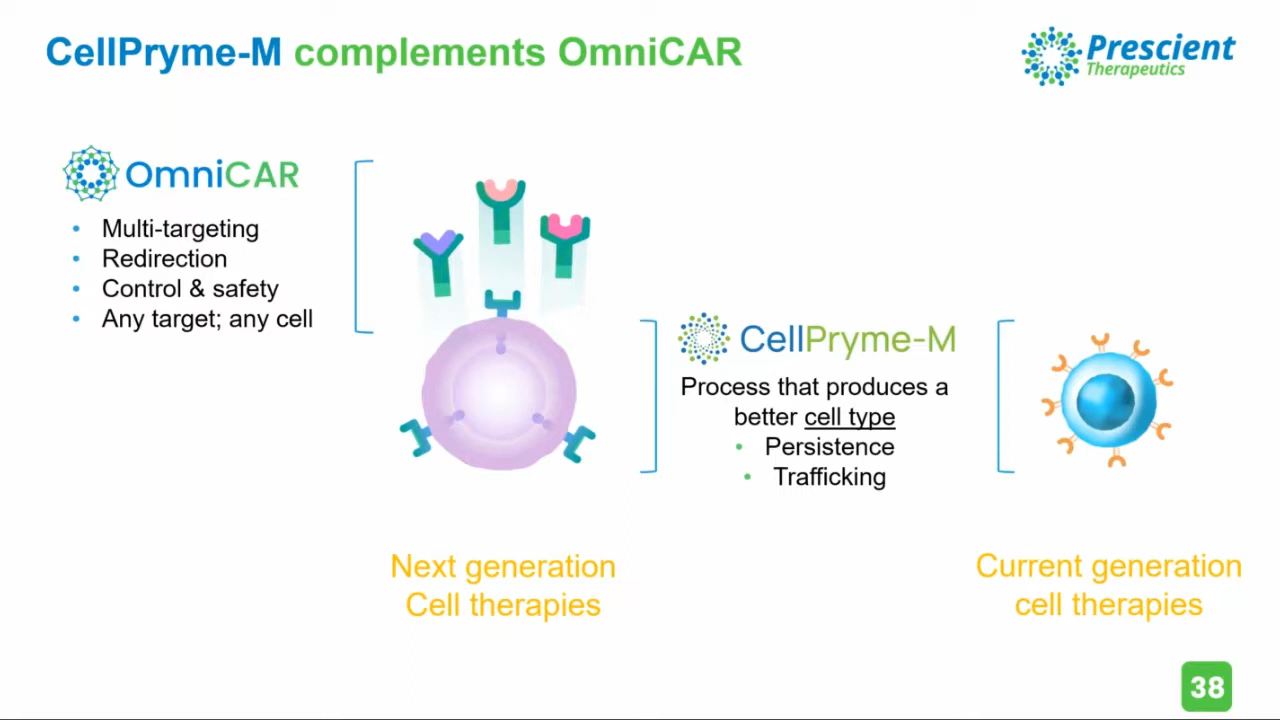 CellPryme-M complements OmniCAR
Prescient
Therapeutics
OmniCAR
• Multi-targeting
• Redirection
• Control & safety
• Any target; any cell
CellPryme-M
Process that produces a
better cell type
• Persistence
• Trafficking
Next generation
Cell therapies
Current generation
cell therapies
38